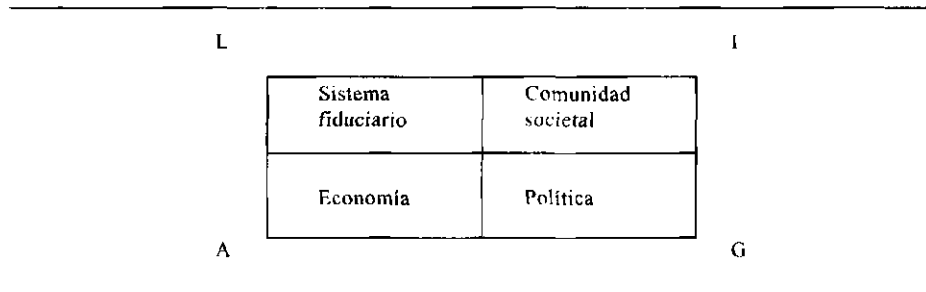 L I
Sistema fiduciario
Comunidad societal
Economía Política
A G